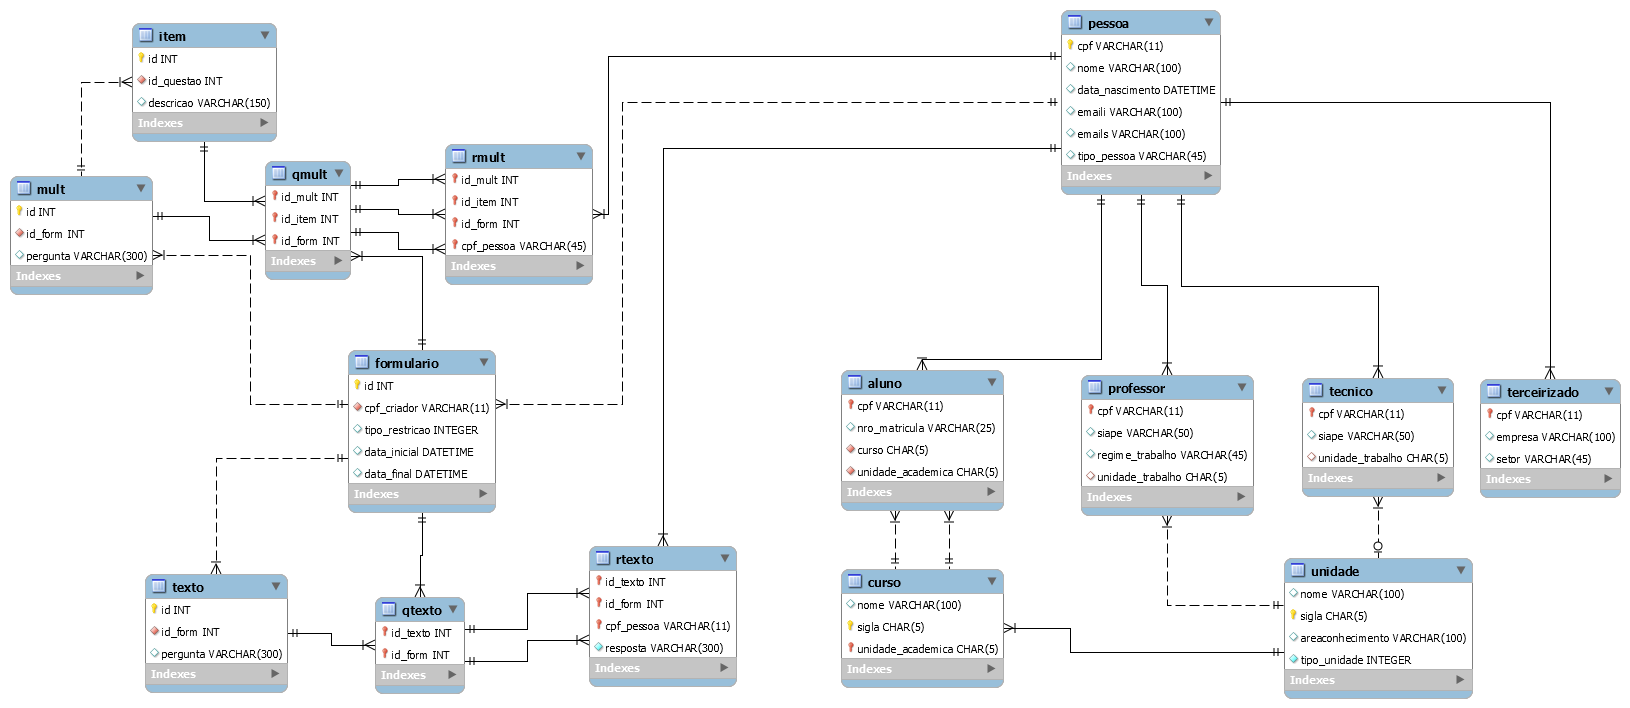 item
id INT
id_questao INT
descricao VARCHAR(150)
Indexes
pessoa
cpf VARCHAR(11)
nome VARCHAR(100)
data_nascimento DATETIME
emaili VARCHAR(100)
emails VARCHAR(100)
tipo_pessoa VARCHAR(45)
Indexes
rmult
id_mult INT
id_item INT
id_form INT
cpf_pessoa VARCHAR(45)
Indexes
qmult
id_mult INT
id_item INT
id_form INT
Indexes
mult
id INT
id_form INT
pergunta VARCHAR(300)
Indexes
formulario
id INT
cpf_criador VARCHAR(11)
tipo_restricao INTEGER
data_inicial DATETIME
data_final DATETIME
Indexes
aluno
cpf VARCHAR(11)
nro_matricula VARCHAR(25)
curso CHAR(5)
unidade_academica CHAR(5)
Indexes
professor
cpf VARCHAR(11)
siape VARCHAR(50)
regime_trabalho VARCHAR(45)
unidade_trabalho CHAR(5)
Indexes
tecnico
cpf VARCHAR(11)
siape VARCHAR(50)
unidade_trabalho CHAR(5)
Indexes
terceirizado
cpf VARCHAR(11)
empresa VARCHAR(100)
setor VARCHAR(45)
Indexes
texto
id INT
id_form INT
pergunta VARCHAR(300)
Indexes
qtexto
id_texto INT
id_form INT
Indexes
rtexto
id_texto INT
id_form INT
cpf_pessoa VARCHAR(11)
resposta VARCHAR(300)
Indexes
curso
nome VARCHAR(100)
sigla CHAR(5)
unidade_academica CHAR(5)
Indexes
unidade
nome VARCHAR(100)
sigla CHAR(5)
areaconhecimento VARCHAR(100)
tipo_unidade INTEGER
Indexes